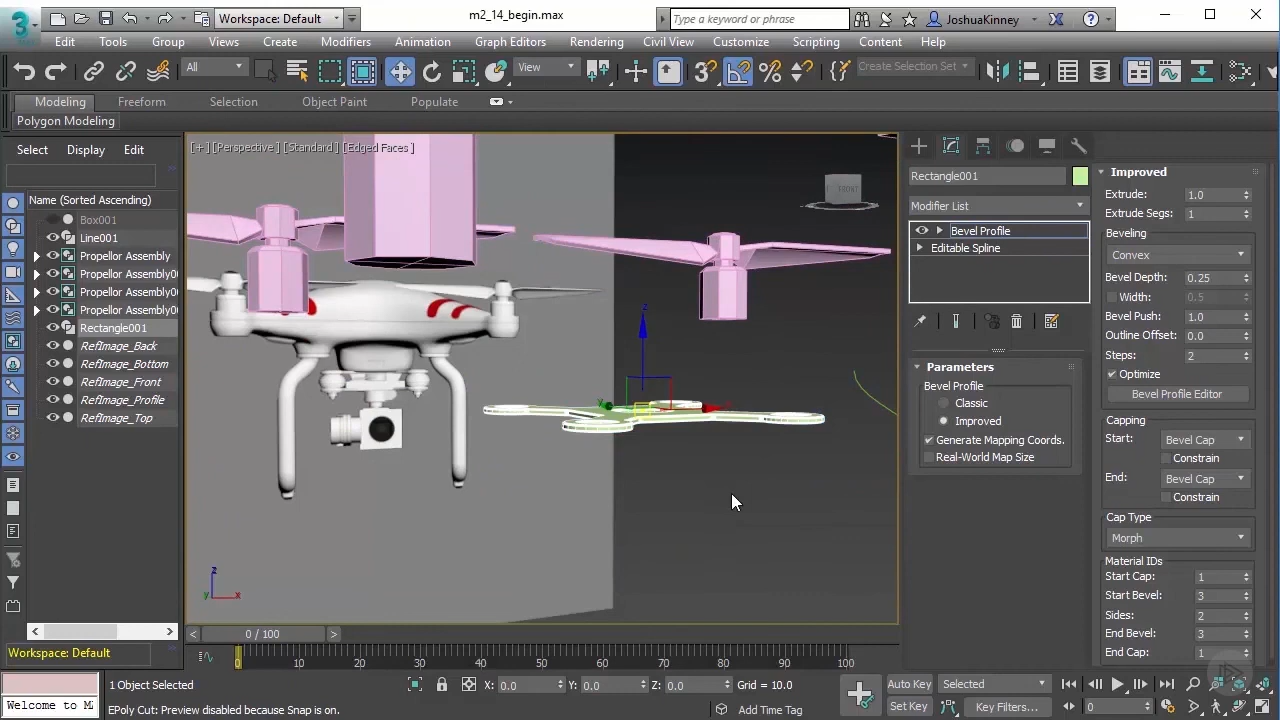 3
Workspace: Default
m2_14_begin.max
Type a keyword or phrase
JoshuaKinney
Edit Tools Group Views Create Modifiers Animation Graph Editors Rendering Civil View Customize Scripting Content Help
All
View
3
Create Selection Set
Modeling Freeform Selection Object Paint Populate
Polygon Modeling
Select Display Edit
Name (Sorted Ascending)
Box001
Line001
Propellor Assembly
Propellor Assembly0
Propellor Assembly0
Propellor Assembly0
Rectangle001
RefImage_Back
RefImage_Bottom
RefImage_Front
RefImage_Profile
RefImage_Top
Workspace: Default
[+] [Perspective] [Standard] [Edged Faces]
FRONT
z
y
z
y x
Rectangle001
Modifier List
Bevel Profile
Editable Spline
Parameters
Bevel Profile
Classic
Improved
Generate Mapping Coords.
Real-World Map Size
Improved
Extrude: 1.0
Extrude Segs: 1
Beveling
Convex
Bevel Depth: 0.25
Width: 0.5
Bevel Push: 1.0
Outline Offset: 0.0
Steps: 2
Optimize
Bevel Profile Editor
Capping
Start: Bevel Cap
Constrain
End: Bevel Cap
Constrain
Cap Type
Morph
Material IDs
Start Cap: 1
Start Bevel: 3
Sides: 2
End Bevel: 3
End Cap: 1
< 0 / 100 >
0 10 20 30 40 50 60 70 80 90 100
1 Object Selected
X: 0.0 Y: 0.0 Z: 0.0 Grid = 10.0
Auto Key Selected
Set Key Key Filters...
0
Welcome to M
EPoly Cut: Preview disabled because Snap is on.
Add Time Tag